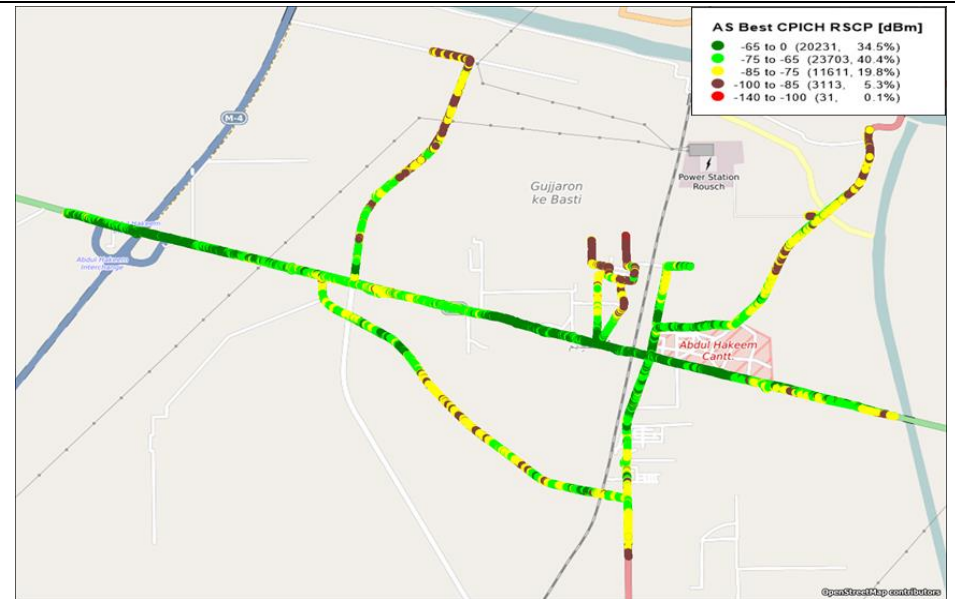 AS Best CPICH RSCP [dBm]
-65 to 0 (20231, 34.5%)
-75 to -65 (23703, 40.4%)
-85 to -75 (11611, 19.8%)
-100 to -85 (3113, 5.3%)
-140 to -100 (31, 0.1%)
M-4
Power Station
Rousch
Gujjaron
ke Basti
Abdul Hakeem
Interchange
Abdul Hakeem
Cantt.
OpenStreetMap contributors